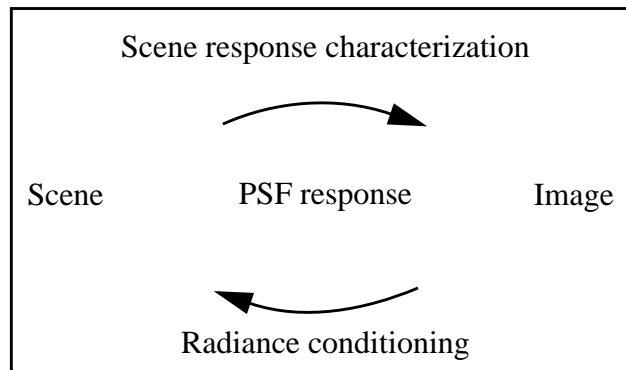 Scene response characterization
Scene PSF response Image
Radiance conditioning